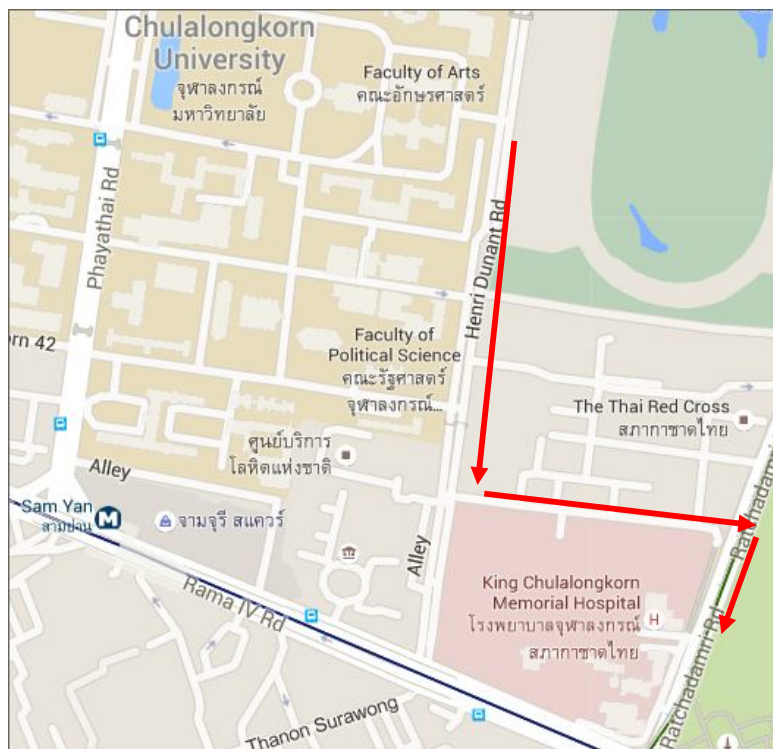 Chulalongkorn
University
จุฬาลงกรณ์
มหาวิทยาลัย
Faculty of Arts
คณะอักษรศาสตร์
Phayathai Rd
Henri Dunant Rd
orn 42
Faculty of
Political Science
คณะรัฐศาสตร์
จุฬาลงกรณ์...
The Thai Red Cross
สภากาชาดไทย
ศูนย์บริการ
โลหิตแห่งชาติ
Alley
Sam Yan
สามย่าน
M
จามจุรี สแควร์
Alley
Ratchadamri
King Chulalongkorn
Memorial Hospital
โรงพยาบาลจุฬาลงกรณ์
สภากาชาดไทย
H
Rama IV Rd
Ratchadamri Rd
Thanon Surawong